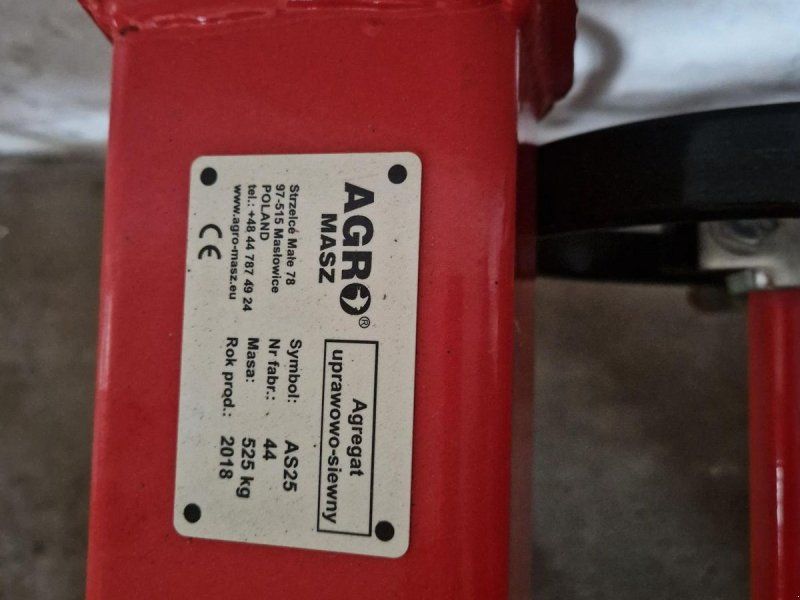 AGRO®
MASZ
Strzelce Małe 78
97-515 Masłowice
POLAND
tel.: +48 44 787 49 24
www.agro-masz.eu
CE
Agregat
uprawowo-siewny
Symbol: AS25
Nr fabr.: 44
Masa: 525 kg
Rok prod.: 2018